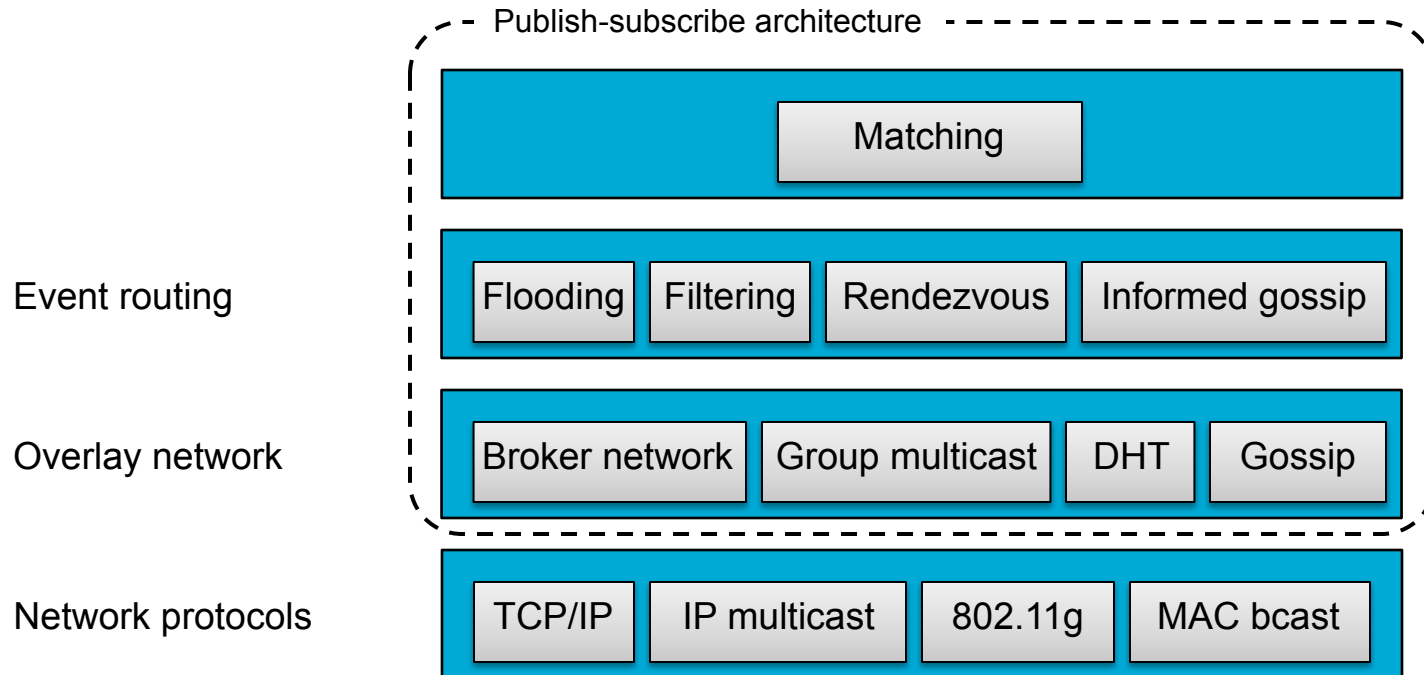 Publish-subscribe architecture
Matching
Event routing
Flooding
Filtering
Rendezvous
Informed gossip
Overlay network
Broker network
Group multicast
DHT
Gossip
Network protocols
TCP/IP
IP multicast
802.11g
MAC bcast